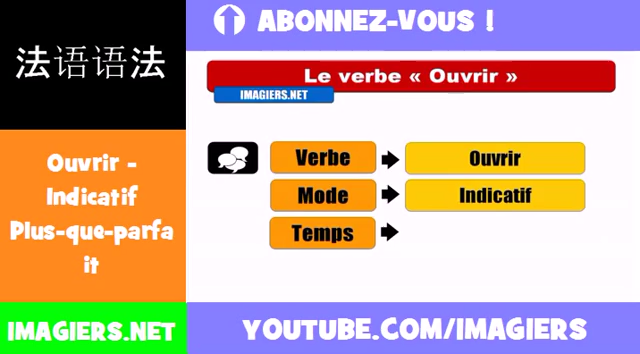 法语语法
Ouvrir -
Indicatif
Plus-que-parfa
it
IMAGIERS.NET
ABONNEZ-VOUS !
Le verbe « Ouvrir »
IMAGIERS.NET
Verbe Ouvrir
Mode Indicatif
Temps
YOUTUBE.COM/IMAGIERS